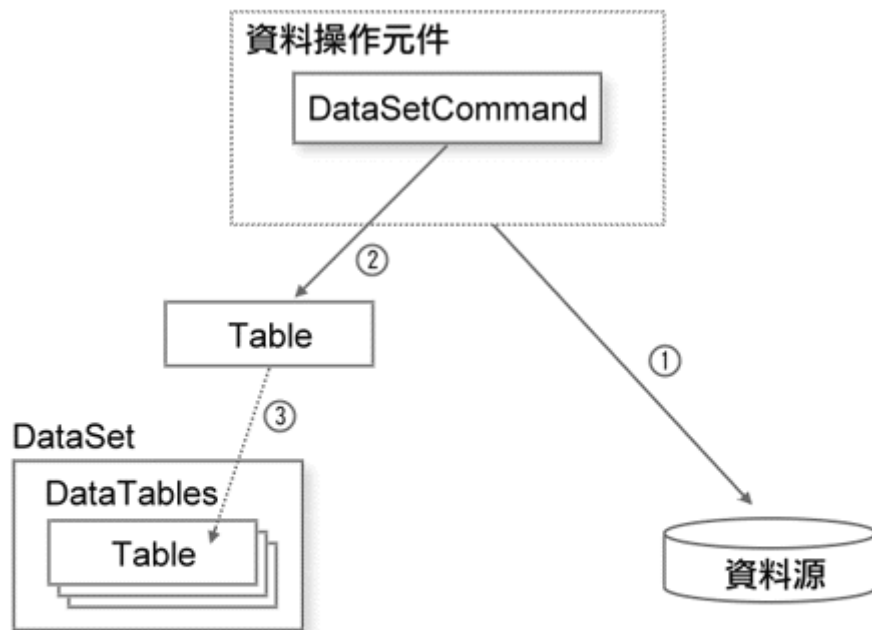 資料操作元件
DataSetCommand
②
Table
①
③
DataSet
DataTables
Table
資料源